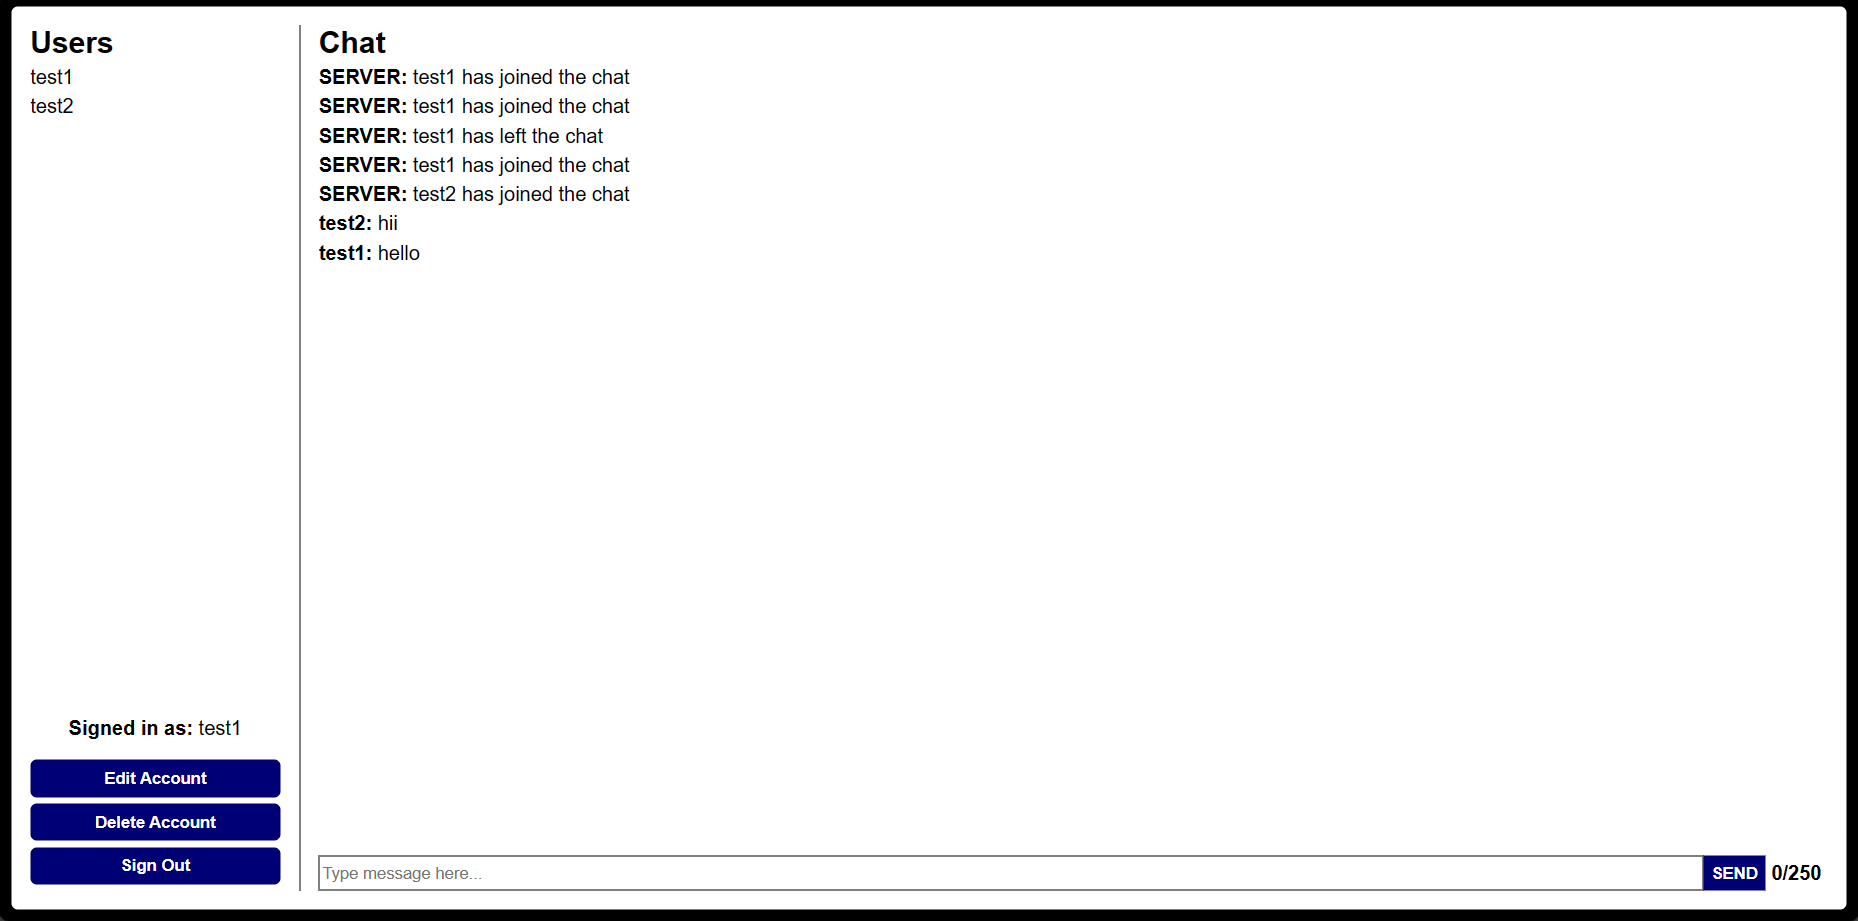 Users
test1
test2
Signed in as: test1
Edit Account
Delete Account
Sign Out
Chat
SERVER: test1 has joined the chat
SERVER: test1 has joined the chat
SERVER: test1 has left the chat
SERVER: test1 has joined the chat
SERVER: test2 has joined the chat
test2: hii
test1: hello
Type message here...
SEND 0/250